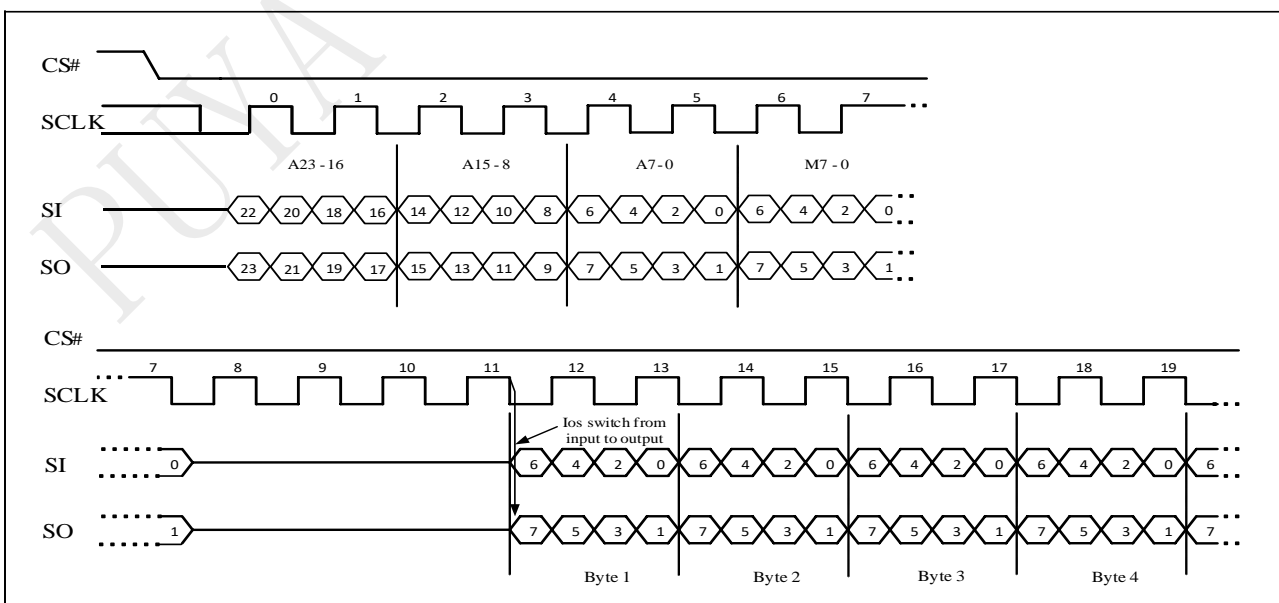 PUYA
CS#
0 1 2 3 4 5 6 7
SCLK
A23 - 16 A15 - 8 A7 - 0 M7 - 0
SI 22 20 18 16 14 12 10 8 6 4 2 0 6 4 2 0
SO 23 21 19 17 15 13 11 9 7 5 3 1 7 5 3 1
CS#
7 8 9 10 11 12 13 14 15 16 17 18 19
SCLK
Ios switch from
input to output
SI 0 6 4 2 0 6 4 2 0 6 4 2 0 6 4 2 0 6
SO 1 7 5 3 1 7 5 3 1 7 5 3 1 7 5 3 1 7
Byte 1 Byte 2 Byte 3 Byte 4